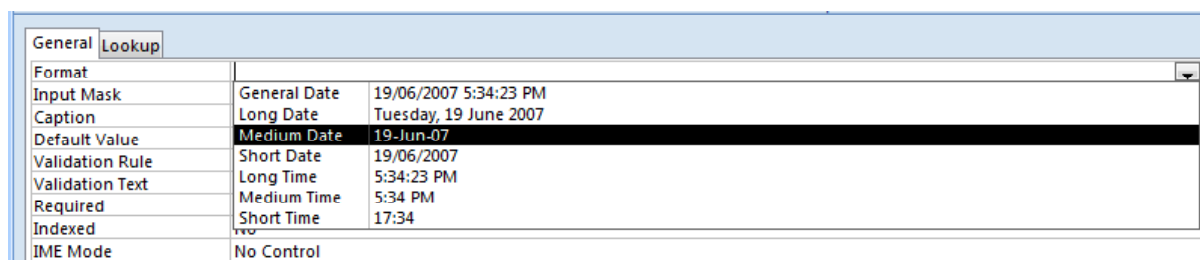 General Lookup
Format
Input Mask General Date 19/06/2007 5:34:23 PM
Caption Long Date Tuesday, 19 June 2007
Default Value Medium Date 19-Jun-07
Validation Rule Short Date 19/06/2007
Validation Text Long Time 5:34:23 PM
Required Medium Time 5:34 PM
Indexed Short Time 17:34
No
IME Mode No Control